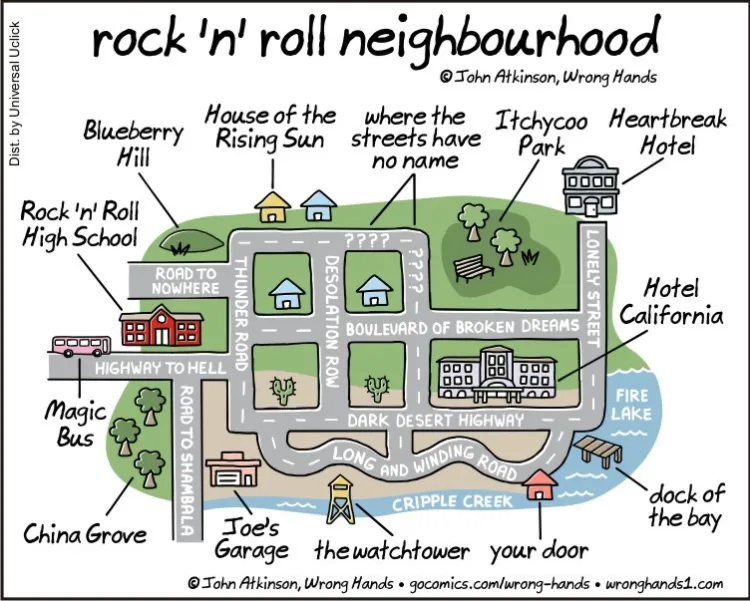 rock 'n' roll neighbourhood
© John Atkinson, Wrong Hands
Dist. by Universal Uclick
Blueberry
Hill
House of the
Rising Sun
where the
streets have
no name
Itchycoo
Park
Heartbreak
Hotel
Rock 'n' Roll
High School
????
????
ROAD TO
NOWHERE
THUNDER ROAD
DESOLATION ROW
LONELY STREET
BOULEVARD OF BROKEN DREAMS
Hotel
California
HIGHWAY TO HELL
Magic
Bus
ROAD TO SHAMBALA
DARK DESERT HIGHWAY
FIRE
LAKE
LONG AND WINDING ROAD
CRIPPLE CREEK
China Grove
Joe's
Garage
the watchtower
your door
dock of
the bay
© John Atkinson, Wrong Hands • gocomics.com/wrong-hands • wronghands1.com